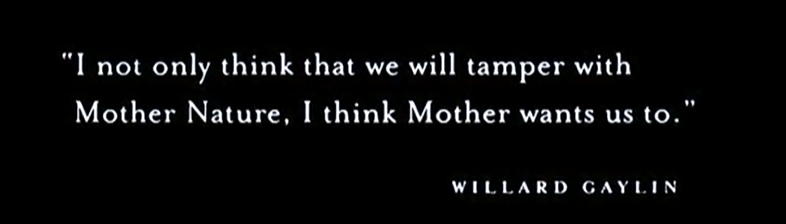 "I not only think that we will tamper with
Mother Nature, I think Mother wants us to."
WILLARD GAYLIN